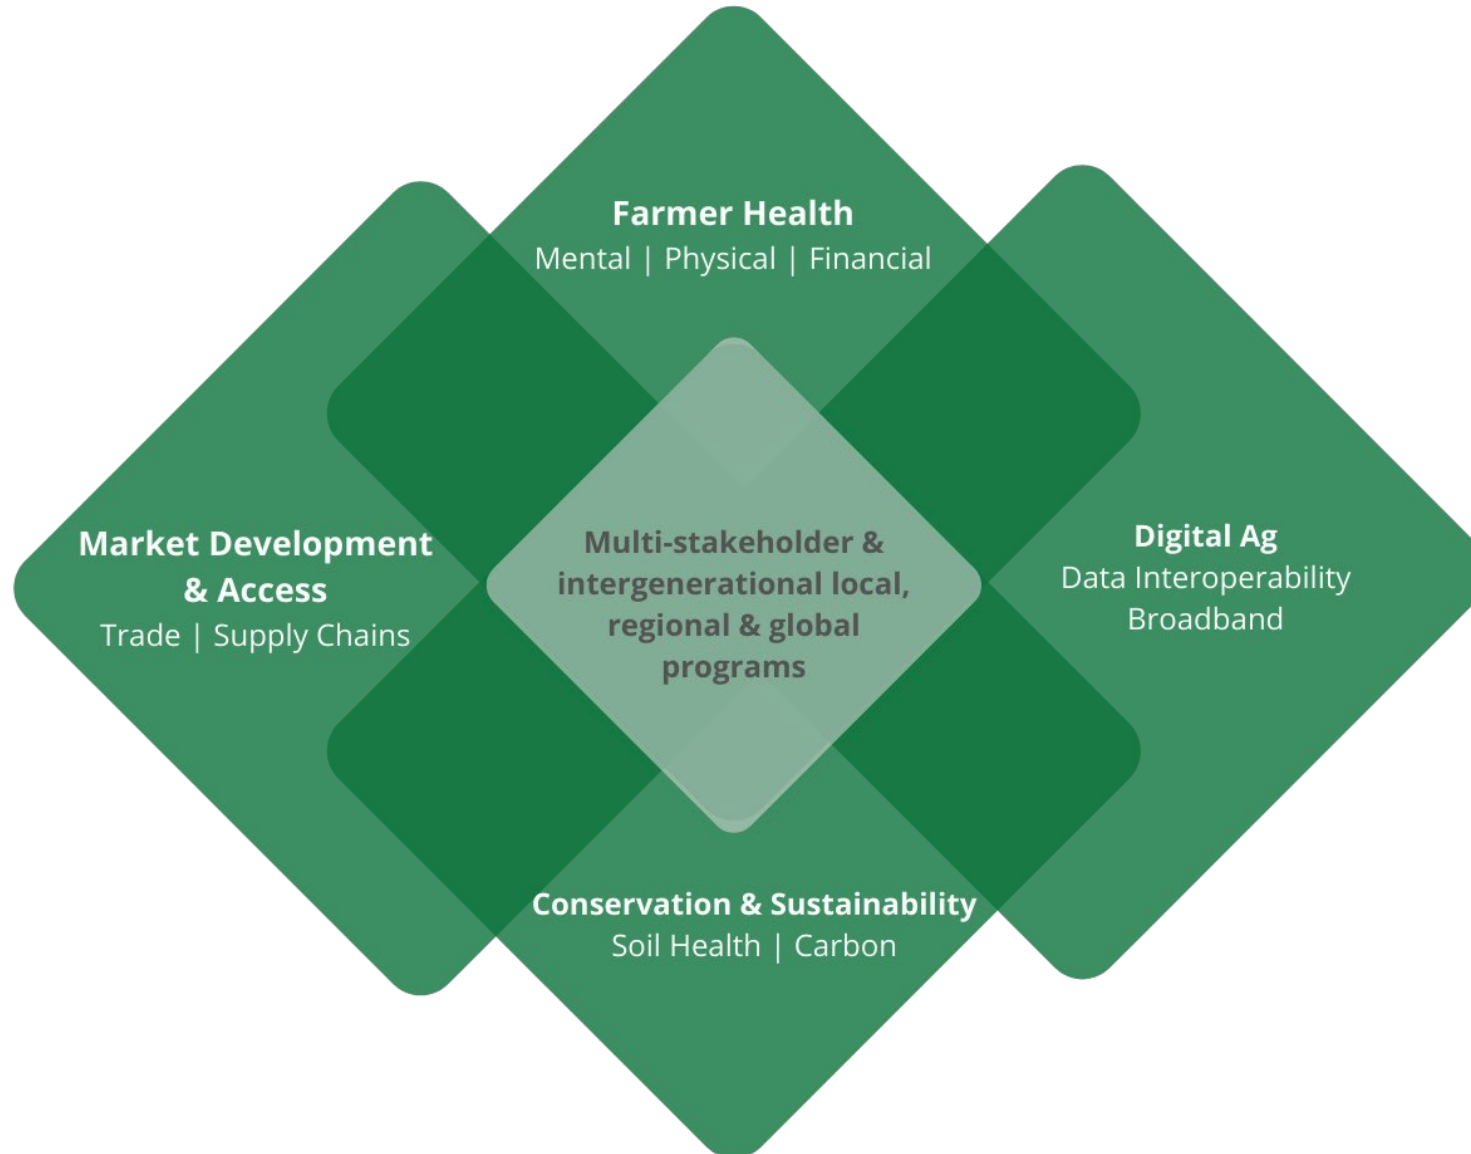 Farmer Health
Mental | Physical | Financial
Market Development
& Access
Trade | Supply Chains
Multi-stakeholder &
intergenerational local,
regional & global
programs
Digital Ag
Data Interoperability
Broadband
Conservation & Sustainability
Soil Health | Carbon